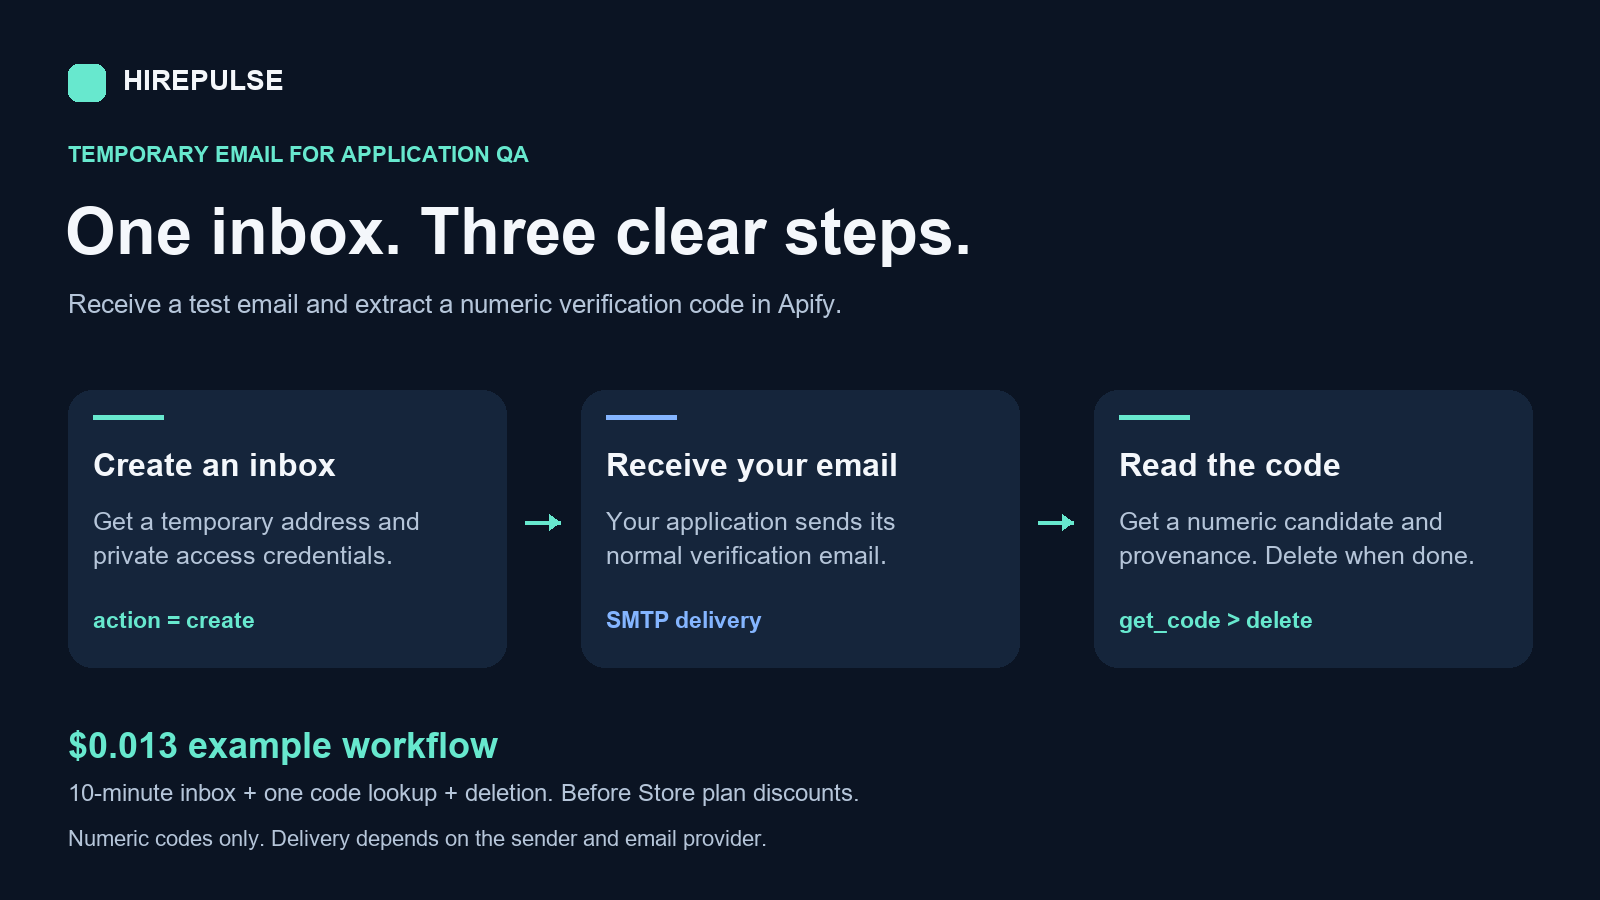 HIREPULSE
TEMPORARY EMAIL FOR APPLICATION QA
One inbox. Three clear steps.
Receive a test email and extract a numeric verification code in Apify.
Create an inbox
Get a temporary address and
private access credentials.
action = create
Receive your email
Your application sends its
normal verification email.
SMTP delivery
Read the code
Get a numeric candidate and
provenance. Delete when done.
get_code > delete
$0.013 example workflow
10-minute inbox + one code lookup + deletion. Before Store plan discounts.
Numeric codes only. Delivery depends on the sender and email provider.